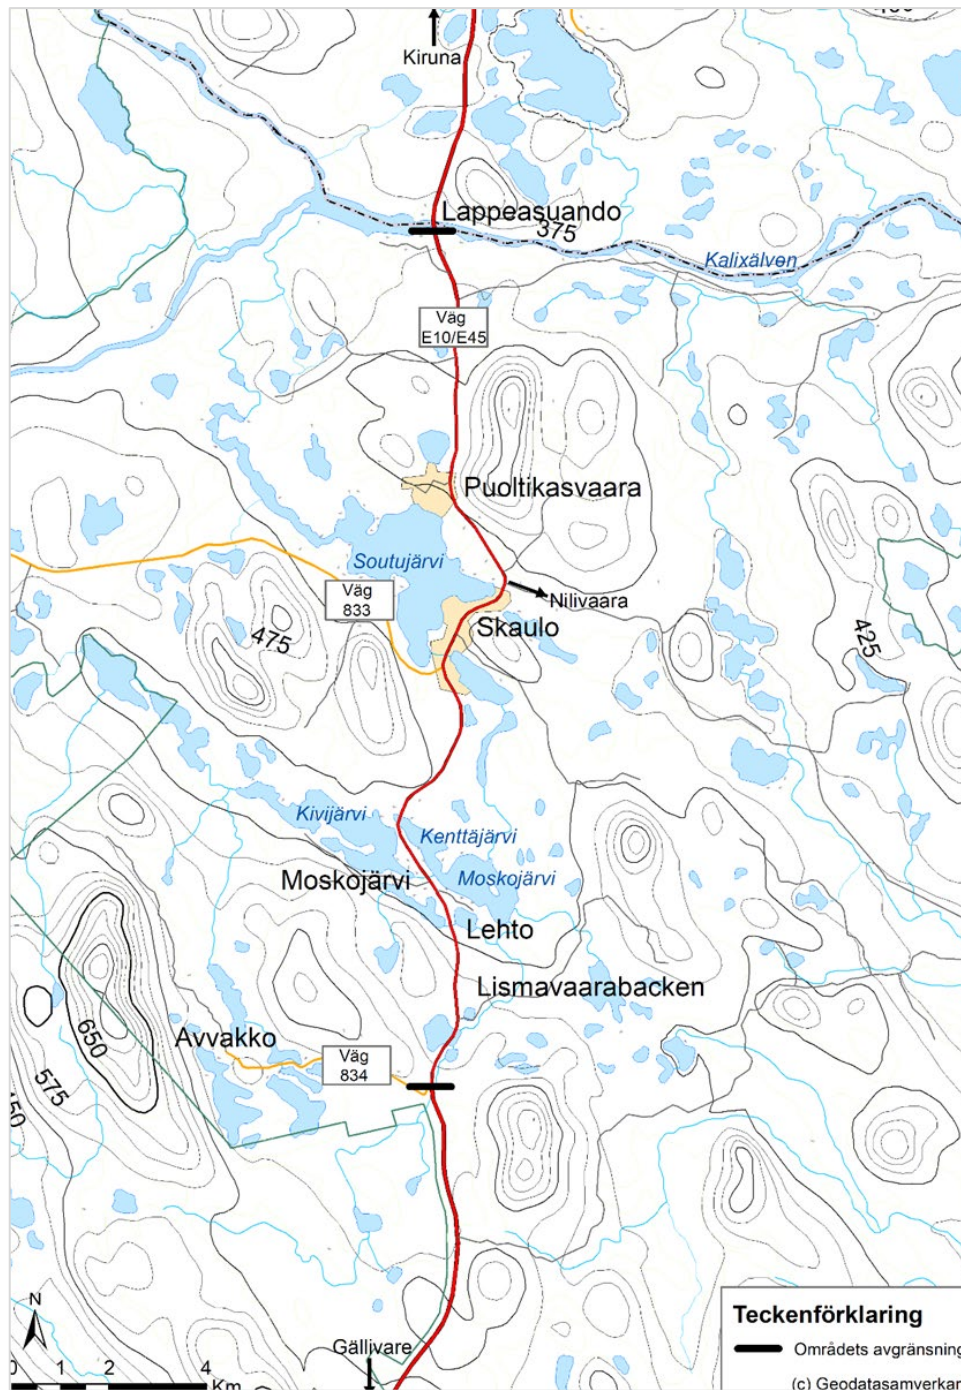 Kiruna
Lappeasuando
375
Kalixälven
Väg
E10/E45
Puoltikasvaara
Soutujärvi
Väg
833
Nilivaara
Skaulo
475
425
Kivijärvi
Kenttäjärvi
Moskojärvi
Moskojärvi
Lehto
Lismavaarabacken
650
Avvakko
Väg
834
575
N
Gällivare
0 1 2 4
Km
Teckenförklaring
Områdets avgränsning
(c) Geodatasamverkan